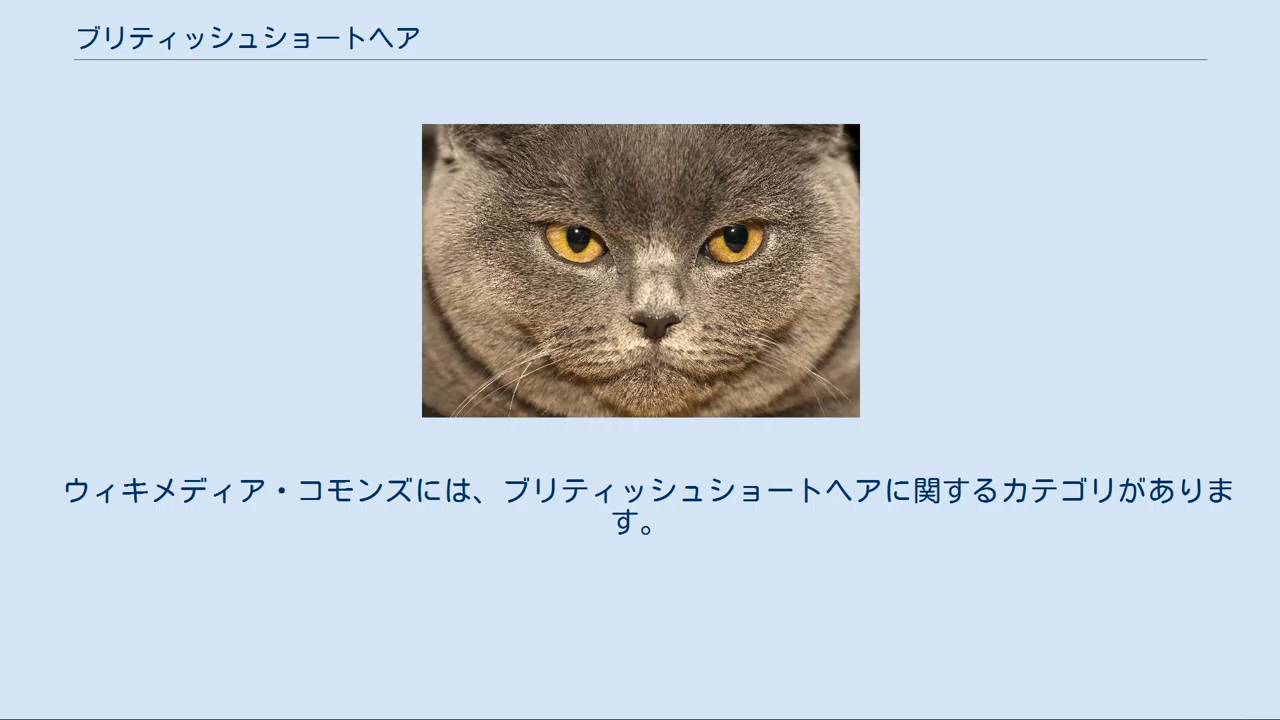 ブリティッシュショートヘア
ウィキメディア・コモンズには、ブリティッシュショートヘアに関するカテゴリがありま
す。